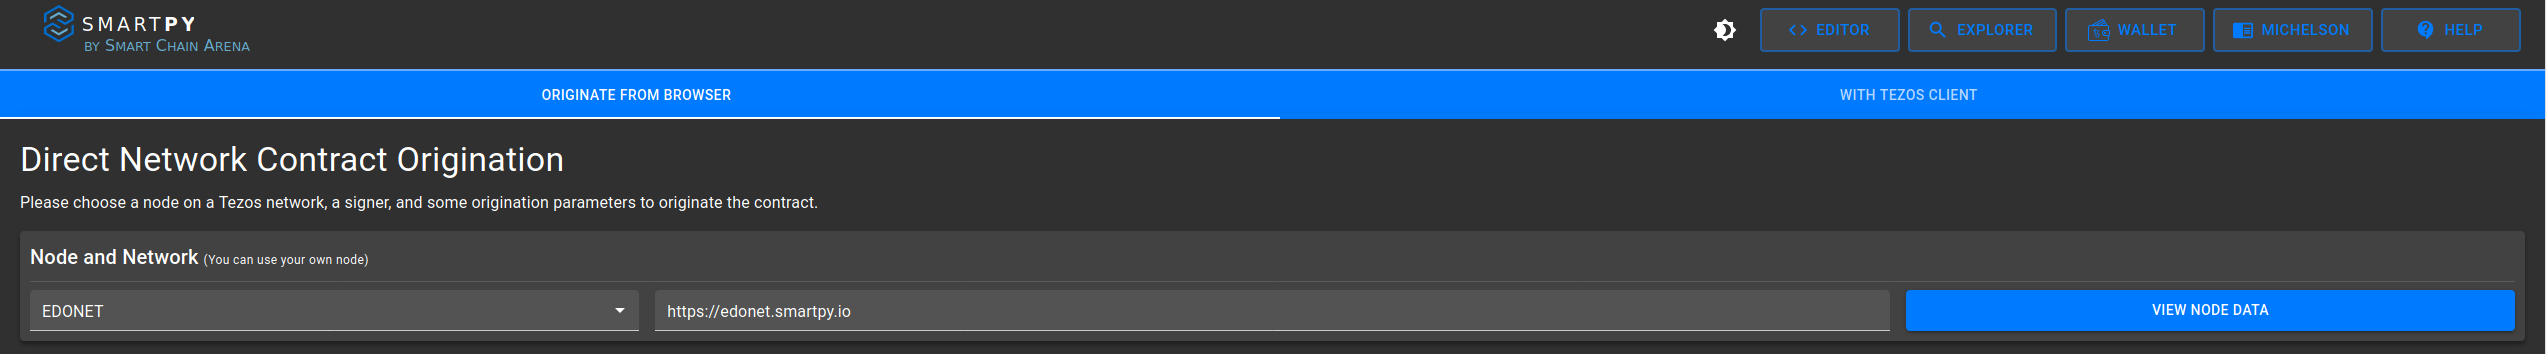 SMARTPY
BY SMART CHAIN ARENA
EDITOR
EXPLORER
WALLET
MICHELSON
HELP
ORIGINATE FROM BROWSER
WITH TEZOS CLIENT
Direct Network Contract Origination
Please choose a node on a Tezos network, a signer, and some origination parameters to originate the contract.
Node and Network (You can use your own node)
EDONET
https://edonet.smartpy.io
VIEW NODE DATA